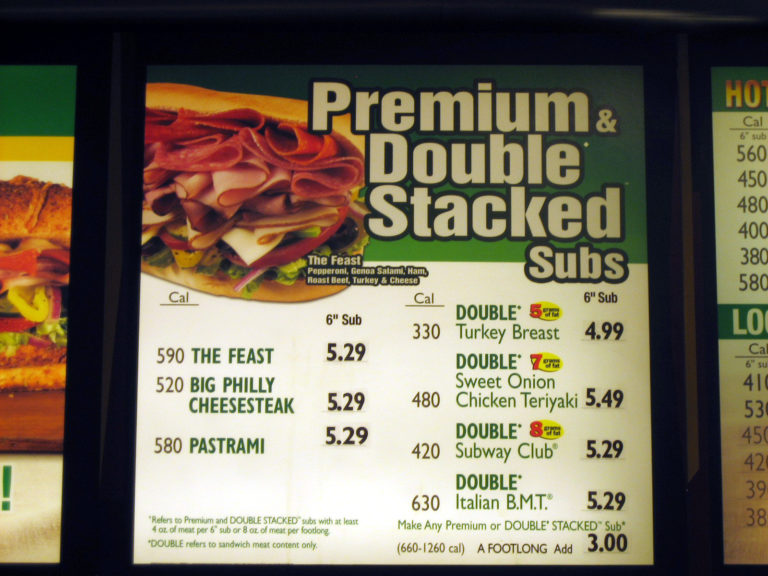 Premium &
Double
Stacked
Subs
The Feast
Pepperoni, Genoa Salami, Ham,
Roast Beef, Turkey & Cheese
Cal
6" Sub
590 THE FEAST 5.29
520 BIG PHILLY
CHEESESTEAK 5.29
580 PASTRAMI 5.29
"Refers to Premium and DOUBLE STACKED™ subs with at least
4 oz. of meat per 6" sub or 8 oz. of meat per footlong.
*DOUBLE refers to sandwich meat content only.
Cal
6" Sub
DOUBLE* 5 grams of fat
330 Turkey Breast 4.99
DOUBLE* 7 grams of fat
Sweet Onion
480 Chicken Teriyaki 5.49
DOUBLE* 8 grams of fat
420 Subway Club® 5.29
DOUBLE*
630 Italian B.M.T.® 5.29
Make Any Premium or DOUBLE* STACKED™ Sub*
(660-1260 cal) A FOOTLONG Add 3.00
!
HOT
Cal
6" sub
560
450
480
400
380
580
LO
Cal
6" su
410
530
450
420
39
38